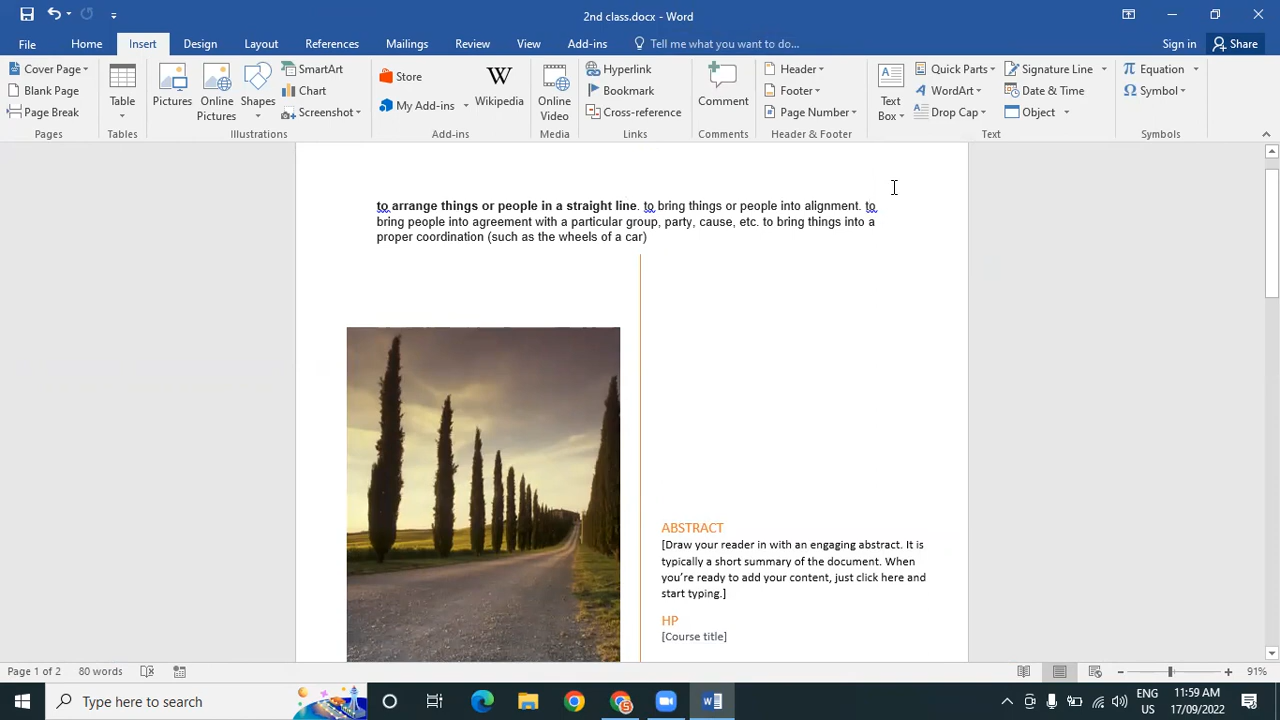 2nd class.docx - Word
File Home Insert Design Layout References Mailings Review View Add-ins Tell me what you want to do... Sign in Share
Cover Page
Blank Page
Page Break
Pages
Table
Tables
Pictures
Online Pictures
Shapes
SmartArt
Chart
Screenshot
Illustrations
Store
My Add-ins
W
Wikipedia
Add-ins
Online Video
Media
Hyperlink
Bookmark
Cross-reference
Links
Comment
Comments
Header
Footer
Page Number
Header & Footer
Text Box
Quick Parts
WordArt
Drop Cap
Signature Line
Date & Time
Object
Text
Equation
Symbol
Symbols
to arrange things or people in a straight line. to bring things or people into alignment. to
bring people into agreement with a particular group, party, cause, etc. to bring things into a
proper coordination (such as the wheels of a car)
ABSTRACT
[Draw your reader in with an engaging abstract. It is
typically a short summary of the document. When
you're ready to add your content, just click here and
start typing.]
HP
[Course title]
Page 1 of 2 80 words 91%
Type here to search
ENG
US
11:59 AM
17/09/2022